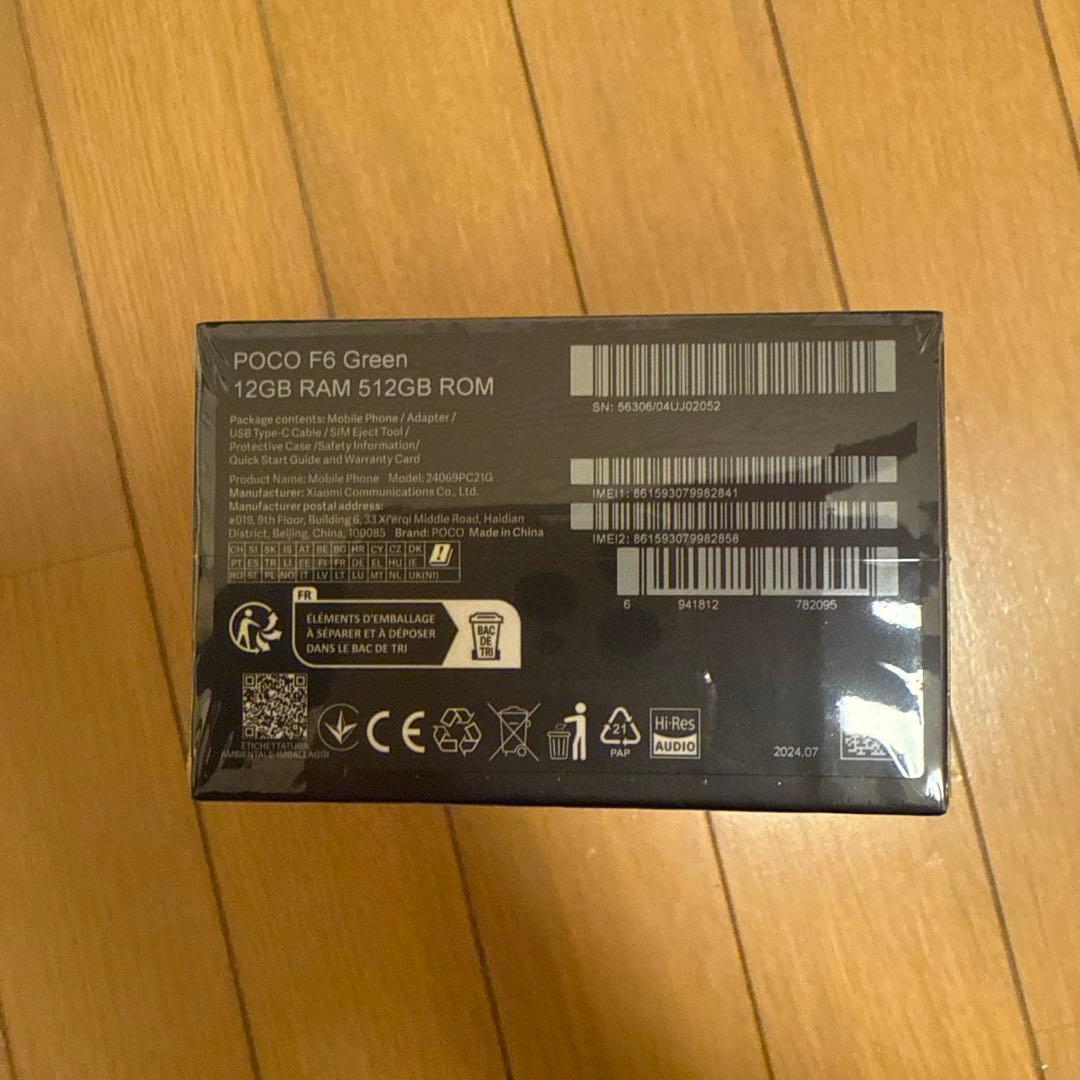 POCO F6 Green
12GB RAM 512GB ROM
Package contents: Mobile Phone / Adapter /
USB Type-C Cable / SIM Eject Tool /
Protective Case /Safety Information/
Quick Start Guide and Warranty Card
Product Name: Mobile Phone Model: 24069PC21G
Manufacturer: Xiaomi Communications Co., Ltd.
Manufacturer postal address:
#019, 9th Floor, Building 6, 33 Xi'erqi Middle Road, Haidian
District, Beijing, China, 100085 Brand: POCO Made in China
CH SI SK IS AT BE BG HR CY CZ DK
PT ES TR LI EE FI FR DE EL HU IE
RO SE PL NO IT LV LT LU MT NL UK(NI)
SN: 56306/04UJ02052
IMEI1: 861593079982841
IMEI2: 861593079982858
6 941812 782095
FR
ÉLÉMENTS D'EMBALLAGE
À SÉPARER ET À DÉPOSER
DANS LE BAC DE TRI
BAC
DE
TRI
ETICHETTATURA
AMBIENTALE IMBALLAGGI
CE
21
PAP
Hi-Res
AUDIO
2024.07